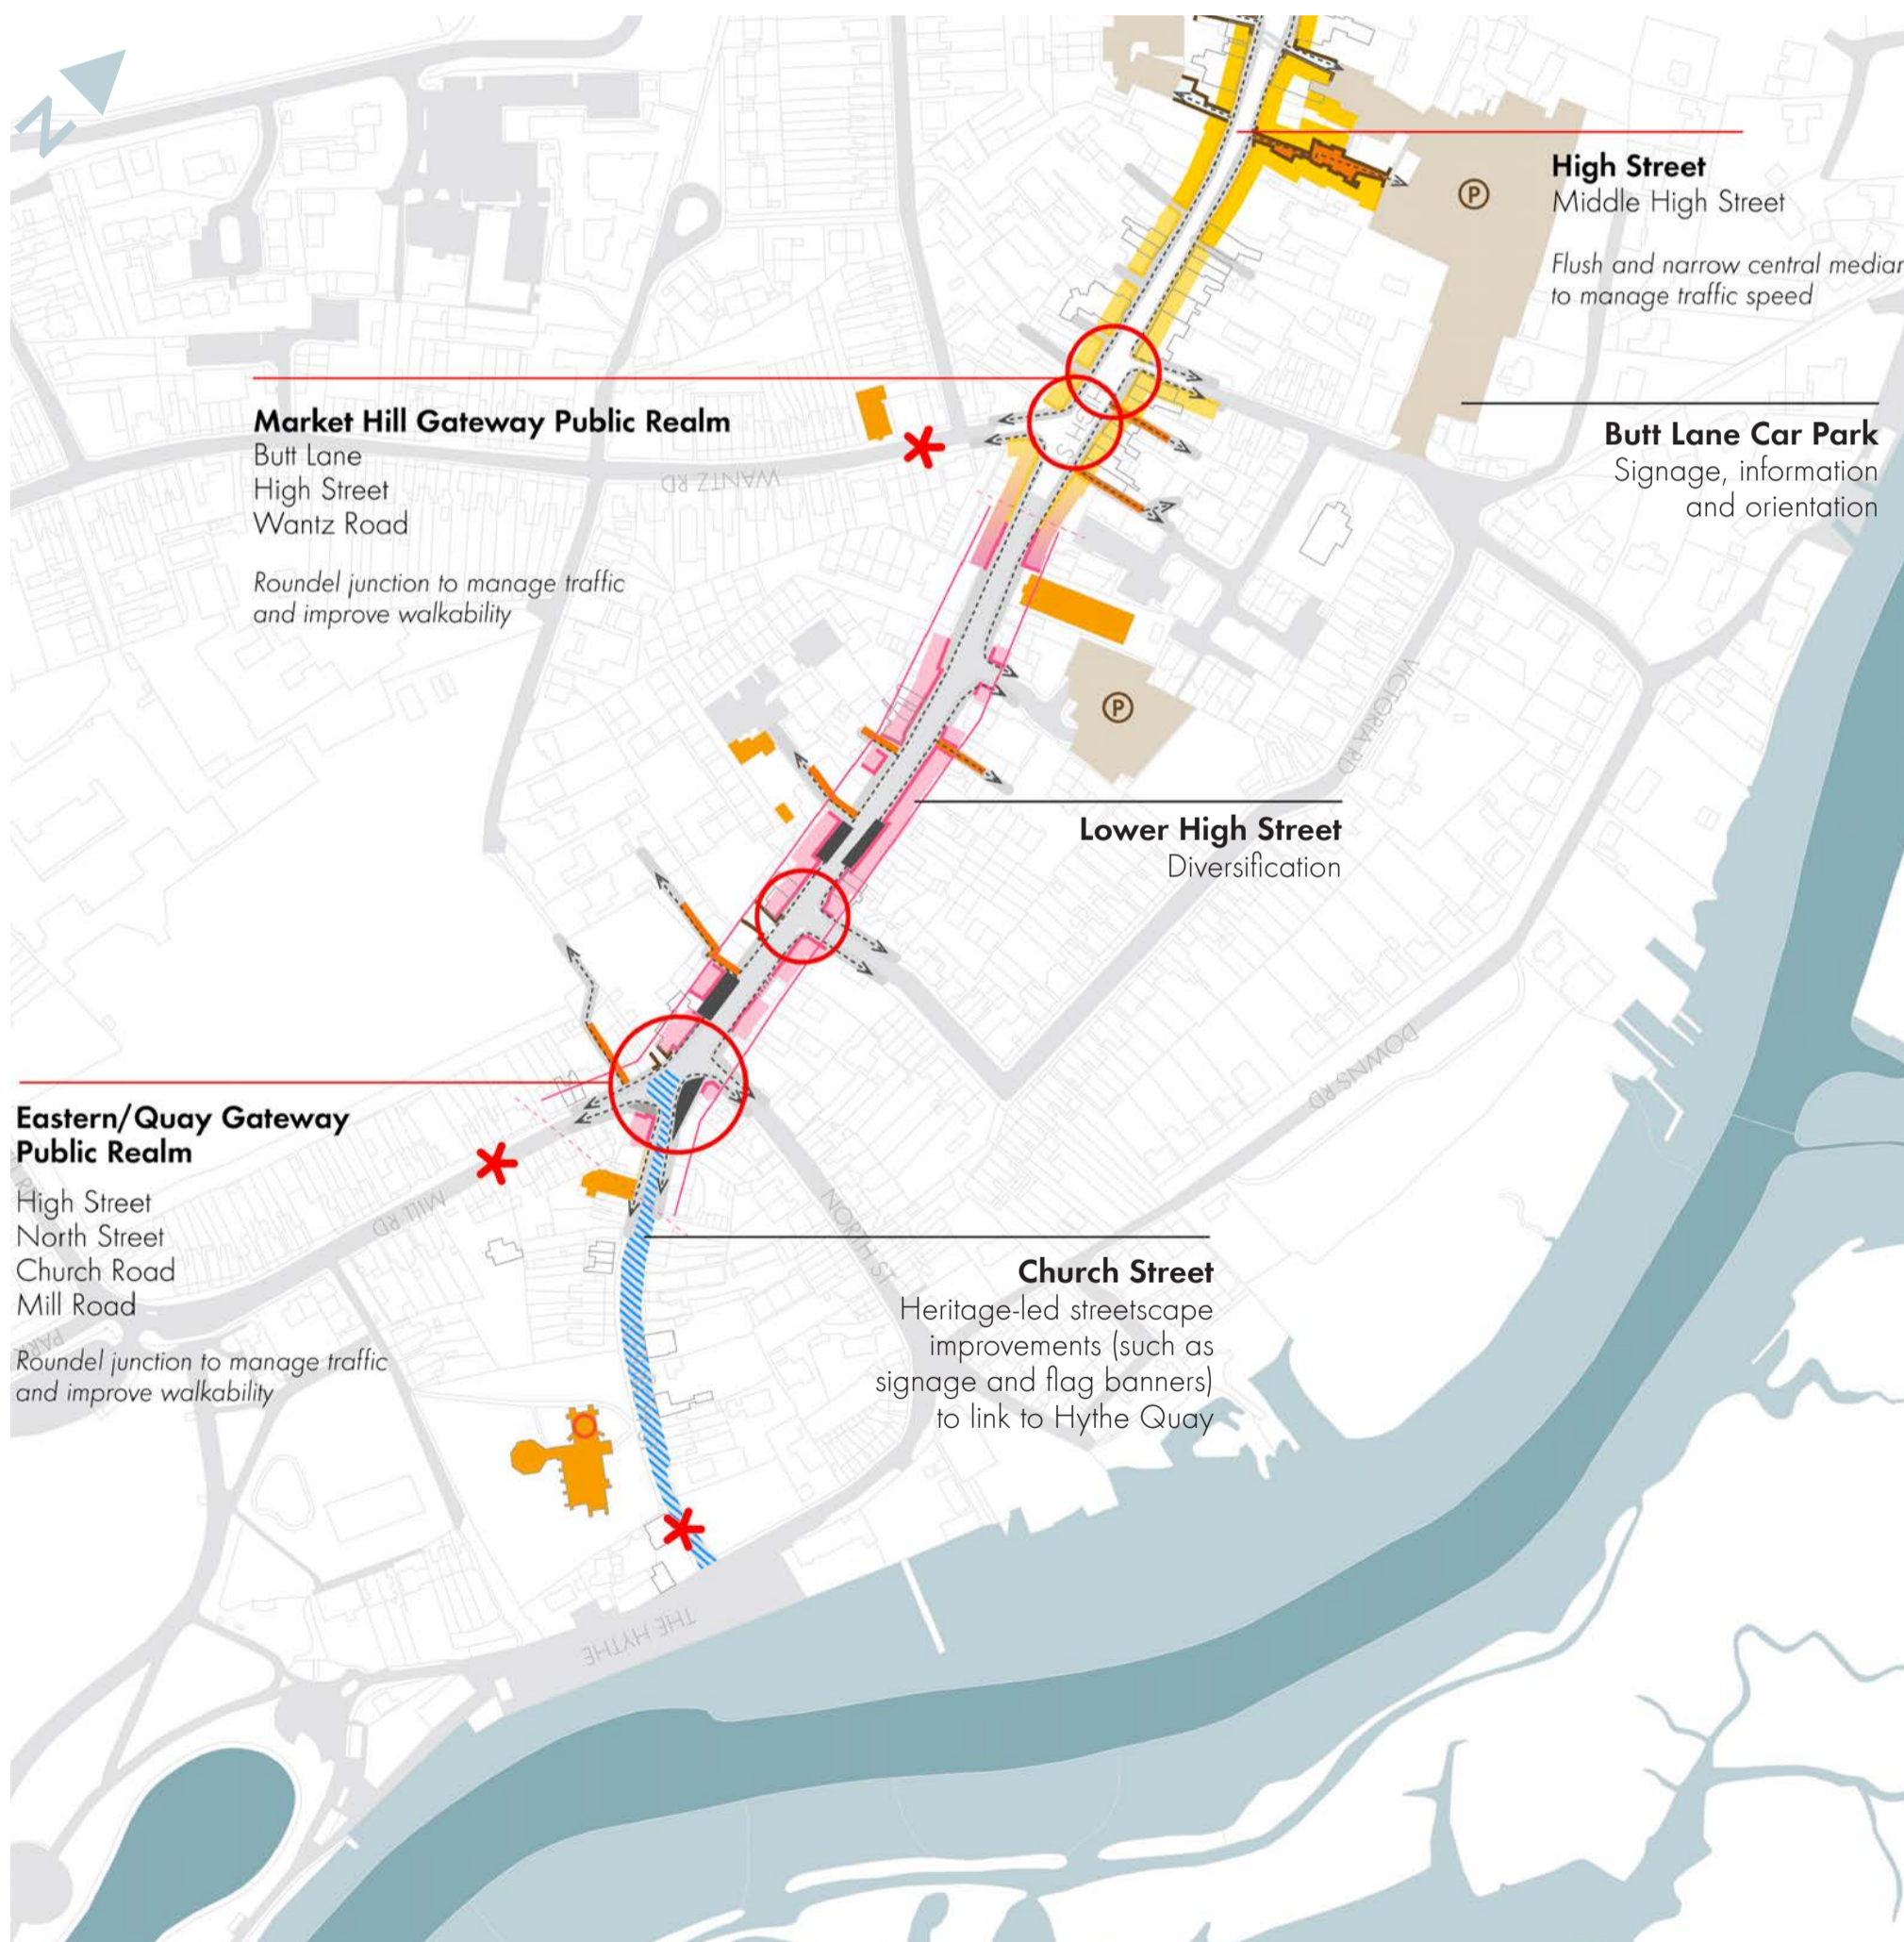 N
High Street
Middle High Street
Flush and narrow central median
to manage traffic speed
P
Market Hill Gateway Public Realm
Butt Lane
High Street
Wantz Road
Roundel junction to manage traffic
and improve walkability
WANTZ RD
Butt Lane Car Park
Signage, information
and orientation
P
VICTORIA RD
Lower High Street
Diversification
DOWNS RD
Eastern/Quay Gateway
Public Realm
High Street
North Street
Church Road
Mill Road
Roundel junction to manage traffic
and improve walkability
MILL RD
PARK
NORTH ST
Church Street
Heritage-led streetscape
improvements (such as
signage and flag banners)
to link to Hythe Quay
THE HYTHE